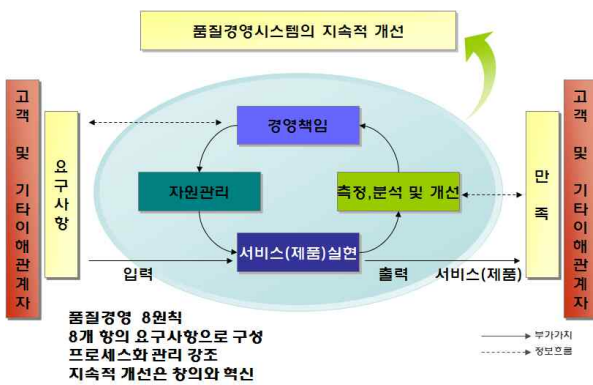 품질경영시스템의 지속적 개선
고객 및 기타이해관계자
요구사항
경영책임
자원관리
측정,분석 및 개선
서비스(제품)실현
만족
고객 및 기타이해관계자
입력
출력
서비스(제품)
품질경영 8원칙
8개 항의 요구사항으로 구성
프로세스화 관리 강조
지속적 개선은 창의와 혁신
부가가치
정보흐름